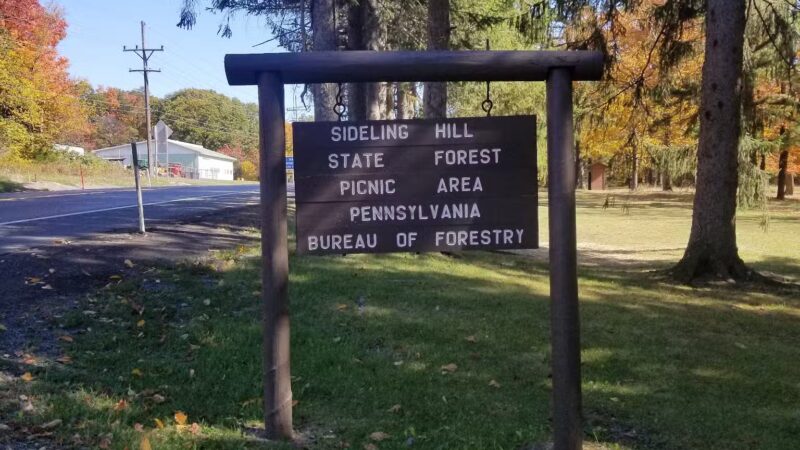 SIDELING HILL
STATE FOREST
PICNIC AREA
PENNSYLVANIA
BUREAU OF FORESTRY